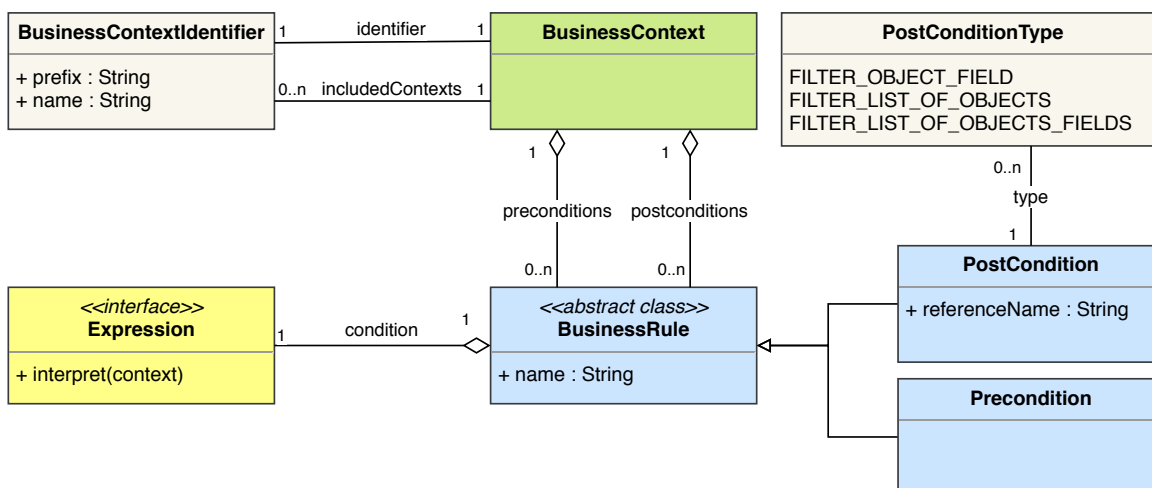 BusinessContextIdentifier
+ prefix : String
+ name : String
1
identifier
1
0..n
includedContexts
1
BusinessContext
PostConditionType
FILTER_OBJECT_FIELD
FILTER_LIST_OF_OBJECTS
FILTER_LIST_OF_OBJECTS_FIELDS
1
preconditions
0..n
1
postconditions
0..n
0..n
type
1
<<interface>>
Expression
+ interpret(context)
1
condition
1
<<abstract class>>
BusinessRule
+ name : String
PostCondition
+ referenceName : String
Precondition